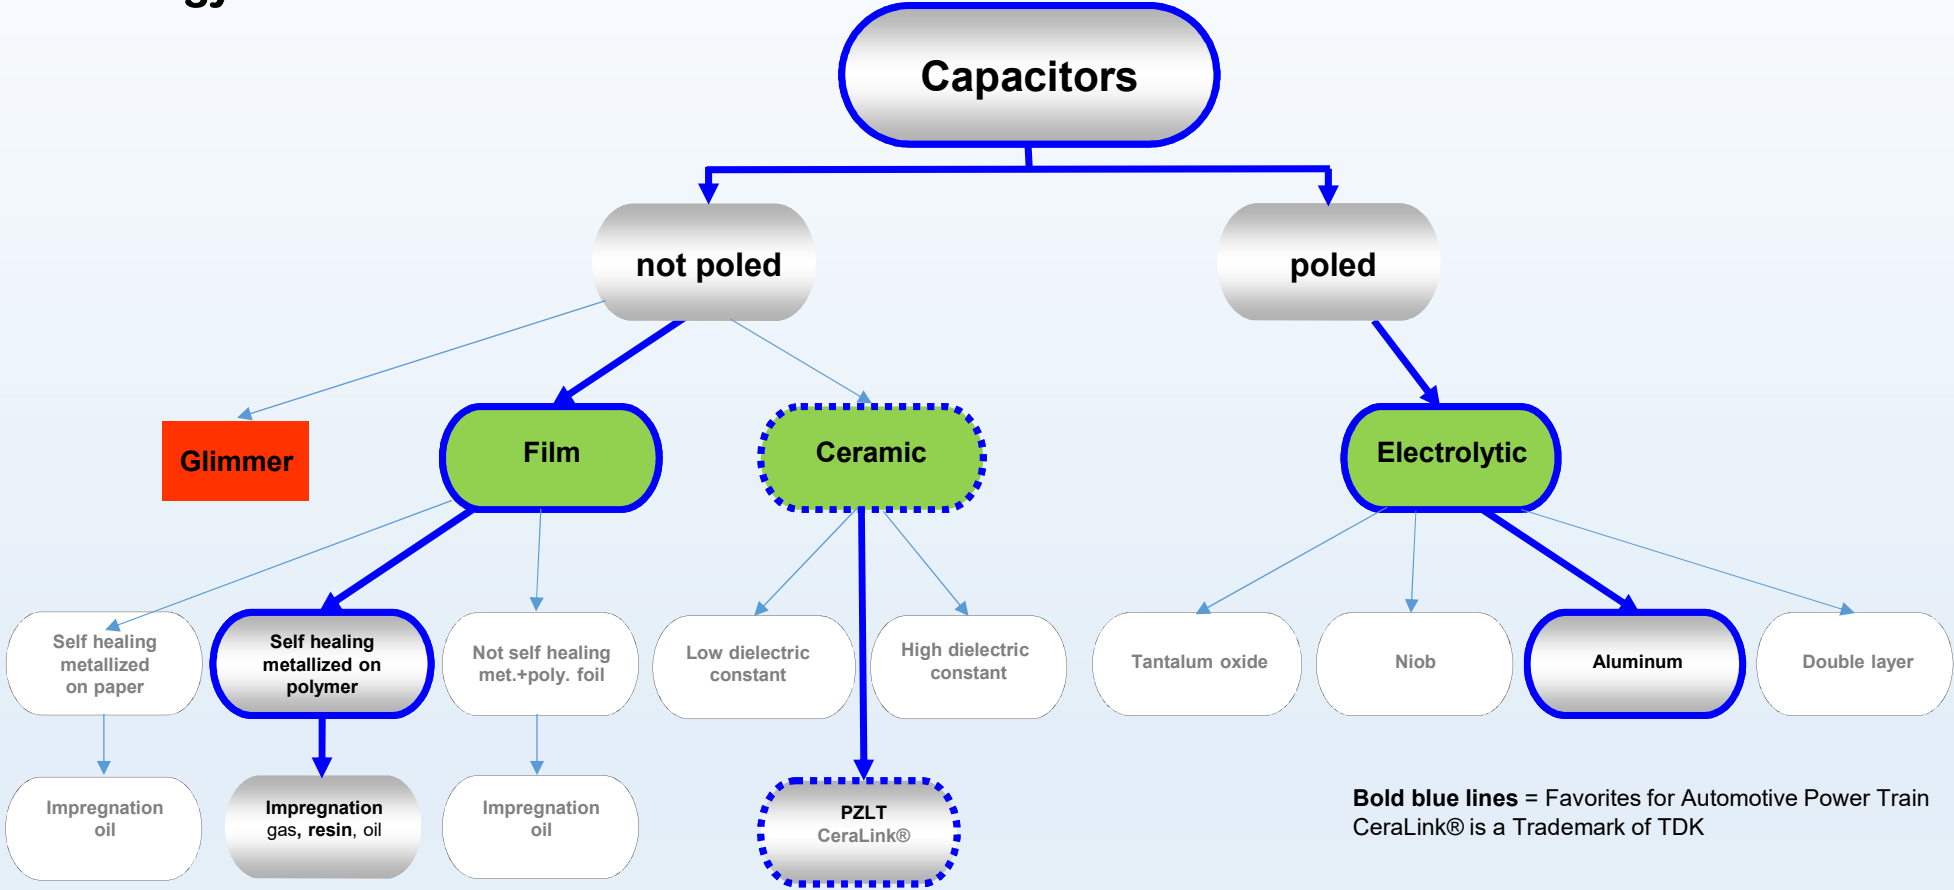 Capacitors
not poled
poled
Glimmer
Film
Ceramic
Electrolytic
Self healing
metallized
on paper
Self healing
metallized on
polymer
Not self healing
met.+poly. foil
Low dielectric
constant
High dielectric
constant
Tantalum oxide
Niob
Aluminum
Double layer
Impregnation
oil
Impregnation
gas, resin, oil
Impregnation
oil
PZLT
CeraLink®
Bold blue lines = Favorites for Automotive Power Train
CeraLink® is a Trademark of TDK